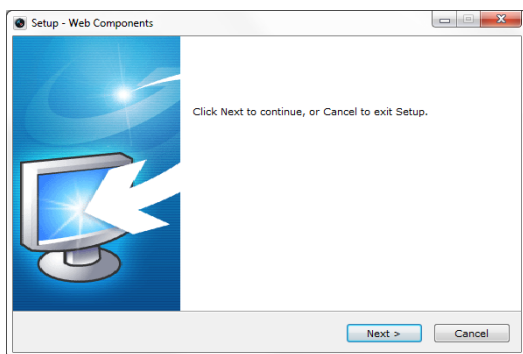 Setup - Web Components
Click Next to continue, or Cancel to exit Setup.
Next >
Cancel